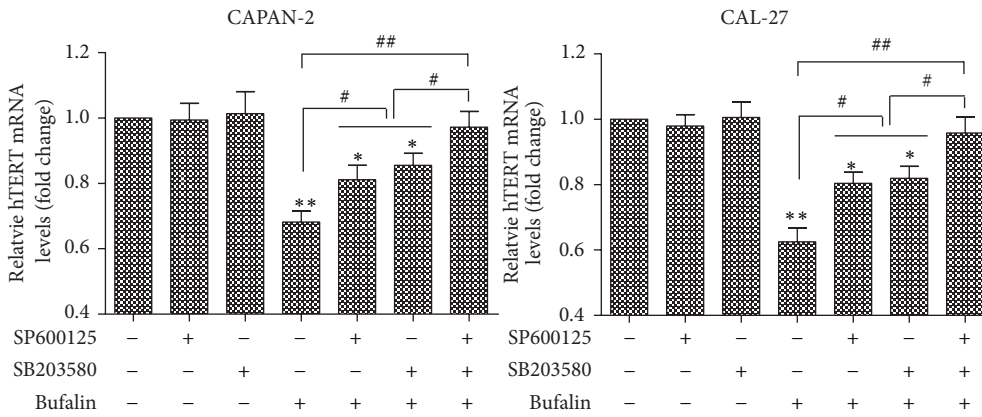 CAPAN-2
Relatvie hTERT mRNA
levels (fold change)
1.2
1.0
0.8
0.6
0.4
##
#
#
**
*
*
SP600125 − + − − + − +
SB203580 − − + − − + +
Bufalin − − − + + + +
CAL-27
Relatvie hTERT mRNA
levels (fold change)
1.2
1.0
0.8
0.6
0.4
##
#
#
**
*
*
SP600125 − + − − + − +
SB203580 − − + − − + +
Bufalin − − − + + + +